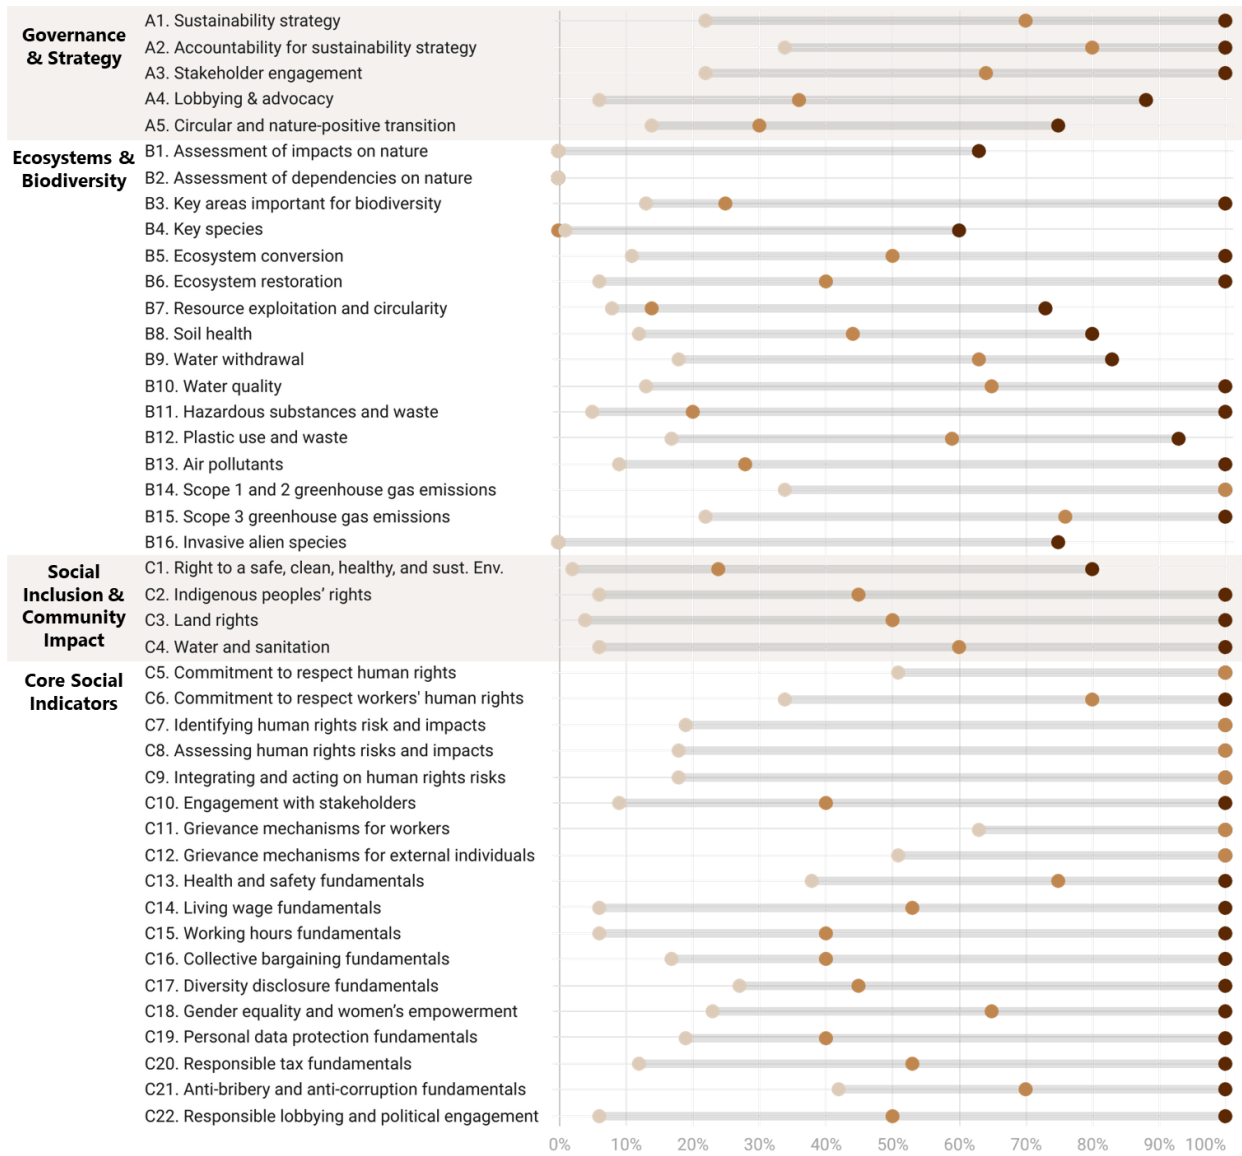 Governance
& Strategy
A1. Sustainability strategy
A2. Accountability for sustainability strategy
A3. Stakeholder engagement
A4. Lobbying & advocacy
A5. Circular and nature-positive transition
Ecosystems &
Biodiversity
B1. Assessment of impacts on nature
B2. Assessment of dependencies on nature
B3. Key areas important for biodiversity
B4. Key species
B5. Ecosystem conversion
B6. Ecosystem restoration
B7. Resource exploitation and circularity
B8. Soil health
B9. Water withdrawal
B10. Water quality
B11. Hazardous substances and waste
B12. Plastic use and waste
B13. Air pollutants
B14. Scope 1 and 2 greenhouse gas emissions
B15. Scope 3 greenhouse gas emissions
B16. Invasive alien species
Social
Inclusion &
Community
Impact
C1. Right to a safe, clean, healthy, and sust. Env.
C2. Indigenous peoples’ rights
C3. Land rights
C4. Water and sanitation
Core Social
Indicators
C5. Commitment to respect human rights
C6. Commitment to respect workers' human rights
C7. Identifying human rights risk and impacts
C8. Assessing human rights risks and impacts
C9. Integrating and acting on human rights risks
C10. Engagement with stakeholders
C11. Grievance mechanisms for workers
C12. Grievance mechanisms for external individuals
C13. Health and safety fundamentals
C14. Living wage fundamentals
C15. Working hours fundamentals
C16. Collective bargaining fundamentals
C17. Diversity disclosure fundamentals
C18. Gender equality and women’s empowerment
C19. Personal data protection fundamentals
C20. Responsible tax fundamentals
C21. Anti-bribery and anti-corruption fundamentals
C22. Responsible lobbying and political engagement
0% 10% 20% 30% 40% 50% 60% 70% 80% 90% 100%